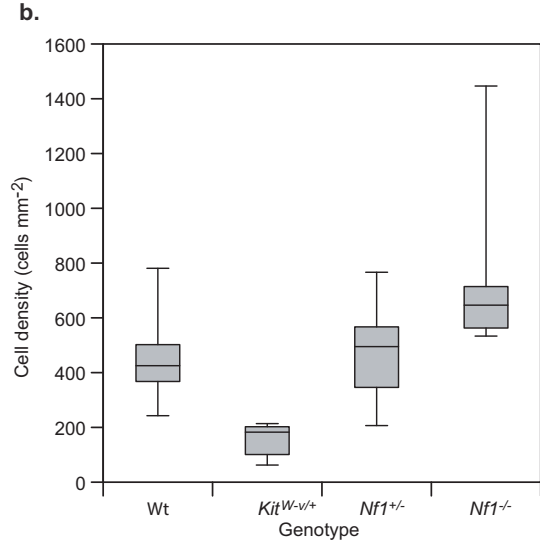 b.
1600
1400
1200
1000
800
600
400
200
0
Cell density (cells mm⁻²)
Wt Kitᵂ⁻ᵛ/⁺ Nf1⁺/⁻ Nf1⁻/⁻
Genotype